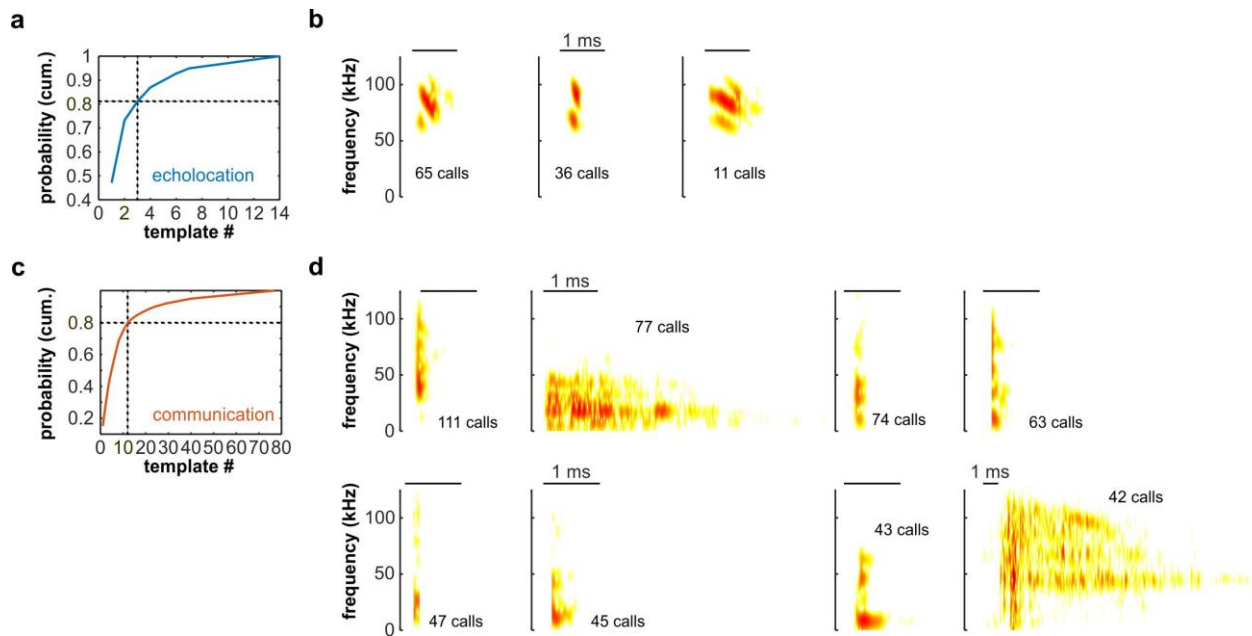 a
probability (cum.)
1
0.9
0.8
0.7
0.6
0.5
0.4
echolocation
0 2 4 6 8 10 12 14
template #
b
1 ms
frequency (kHz)
100
50
0
65 calls
36 calls
11 calls
c
probability (cum.)
0.8
0.6
0.4
0.2
communication
0 10 20 30 40 50 60 70 80
template #
d
1 ms
frequency (kHz)
100
50
0
111 calls
77 calls
74 calls
63 calls
1 ms
1 ms
frequency (kHz)
100
50
0
47 calls
45 calls
43 calls
42 calls